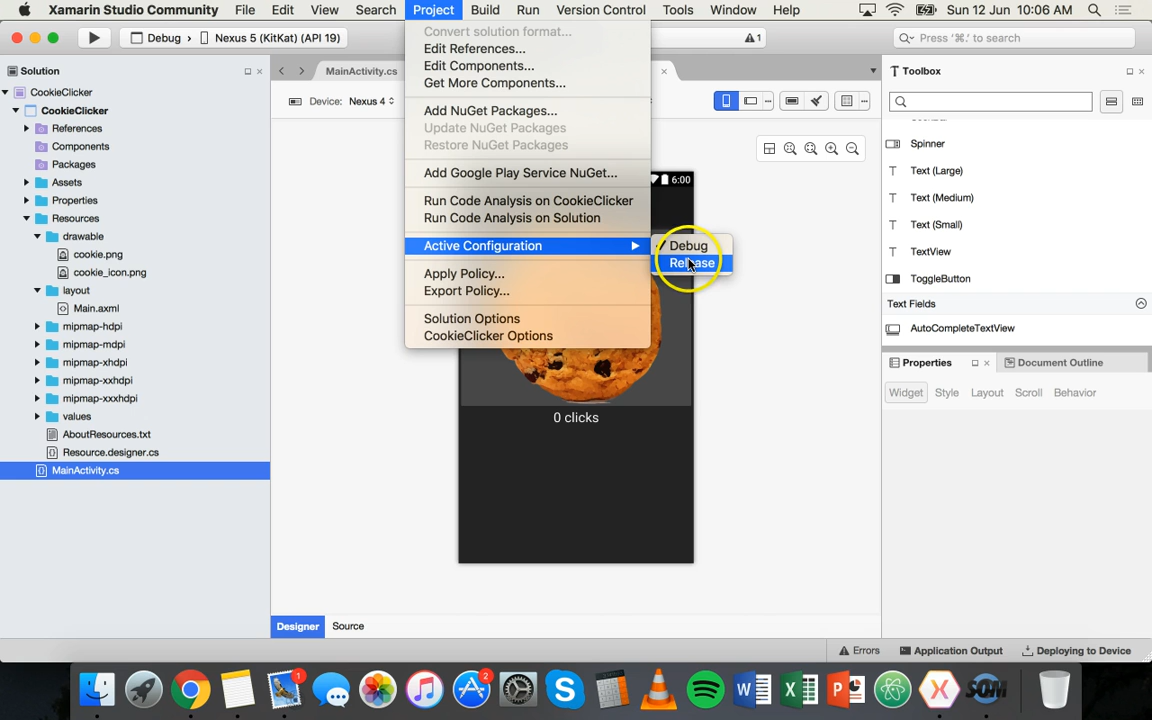 Xamarin Studio Community File Edit View Search Project Build Run Version Control Tools Window Help Sun 12 Jun 10:06 AM
Debug › Nexus 5 (KitKat) (API 19)
1
Press '⌘.' to search
Solution
CookieClicker
CookieClicker
References
Components
Packages
Assets
Properties
Resources
drawable
cookie.png
cookie_icon.png
layout
Main.axml
mipmap-hdpi
mipmap-mdpi
mipmap-xhdpi
mipmap-xxhdpi
mipmap-xxxhdpi
values
AboutResources.txt
Resource.designer.cs
MainActivity.cs
MainActivity.cs
Device: Nexus 4
Convert solution format...
Edit References...
Edit Components...
Get More Components...
Add NuGet Packages...
Update NuGet Packages
Restore NuGet Packages
Add Google Play Service NuGet...
Run Code Analysis on CookieClicker
Run Code Analysis on Solution
Active Configuration
Apply Policy...
Export Policy...
Solution Options
CookieClicker Options
Debug
Release
6:00
0 clicks
Designer Source
Toolbox
Spinner
Text (Large)
Text (Medium)
Text (Small)
TextView
ToggleButton
Text Fields
AutoCompleteTextView
Properties
Document Outline
Widget Style Layout Scroll Behavior
Errors Application Output Deploying to Device
1
2